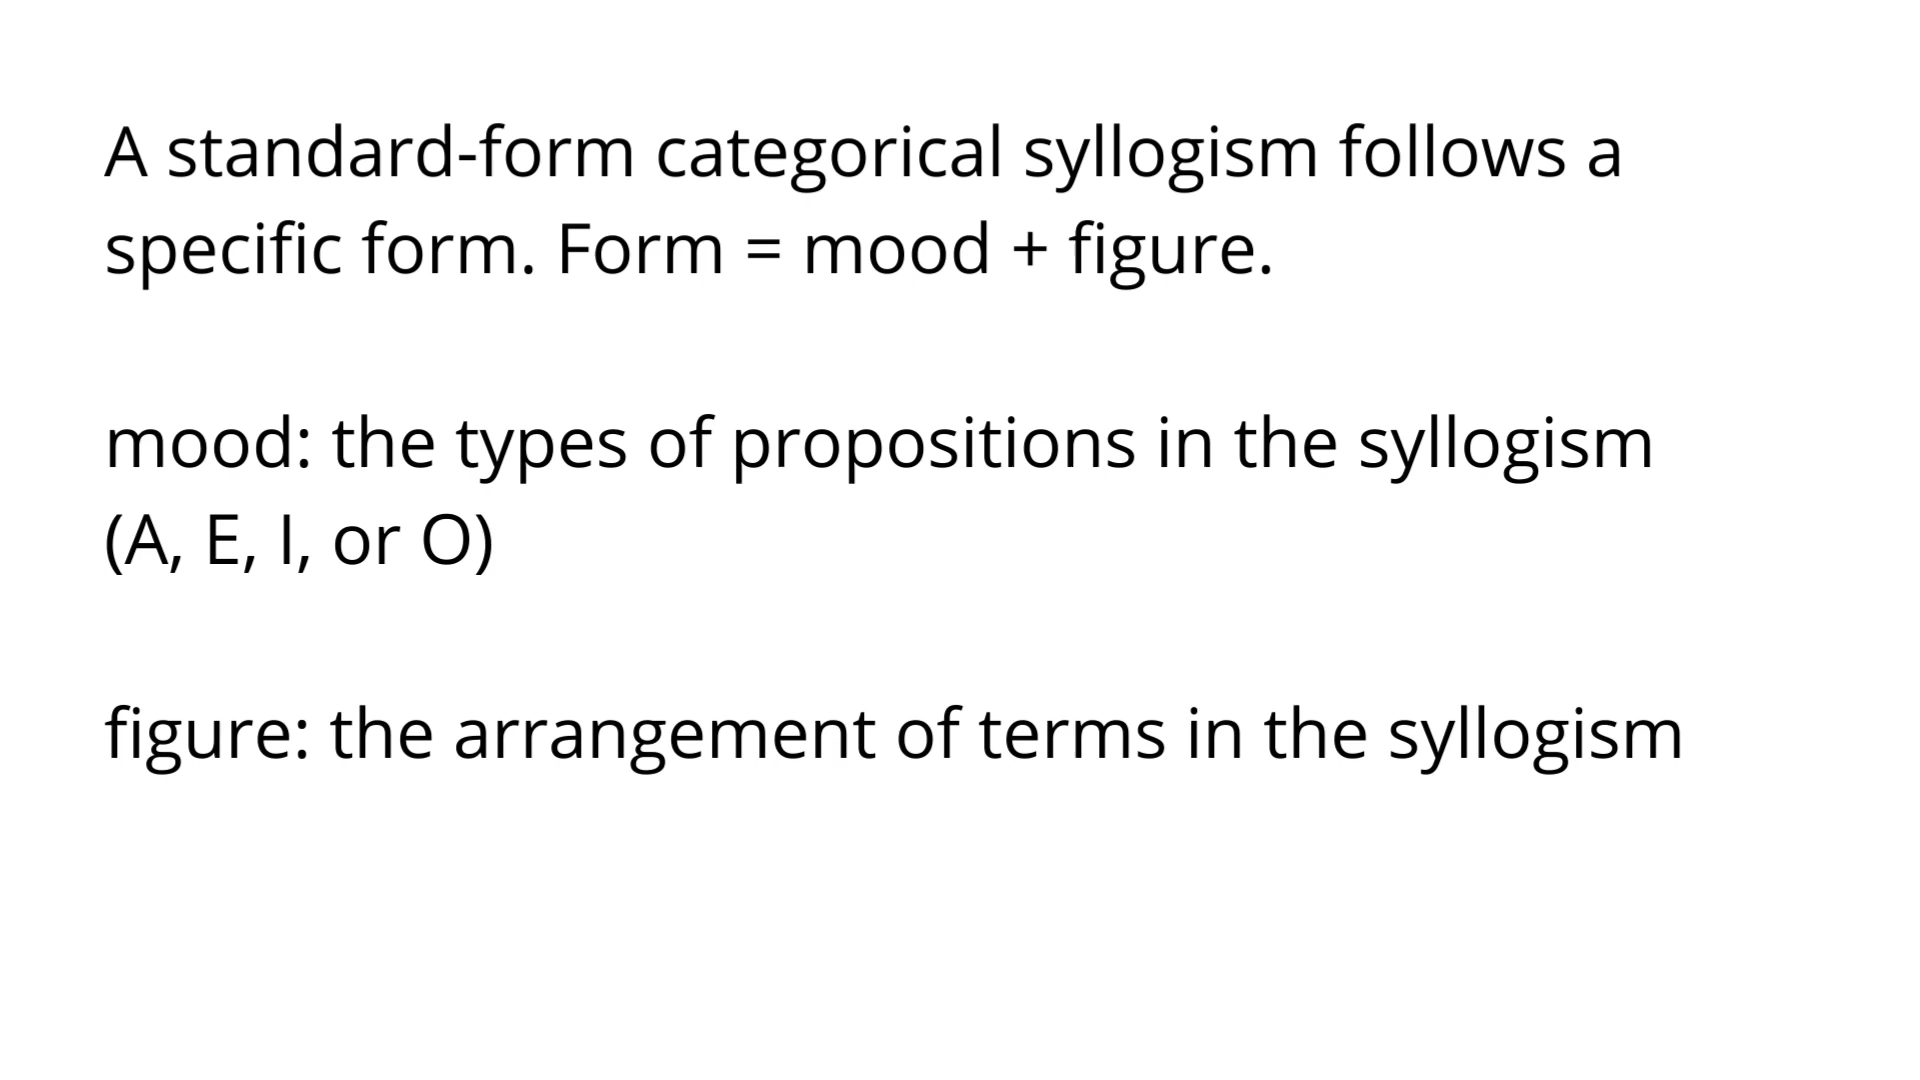 A standard-form categorical syllogism follows a
specific form. Form = mood + figure.
mood: the types of propositions in the syllogism
(A, E, I, or O)
figure: the arrangement of terms in the syllogism